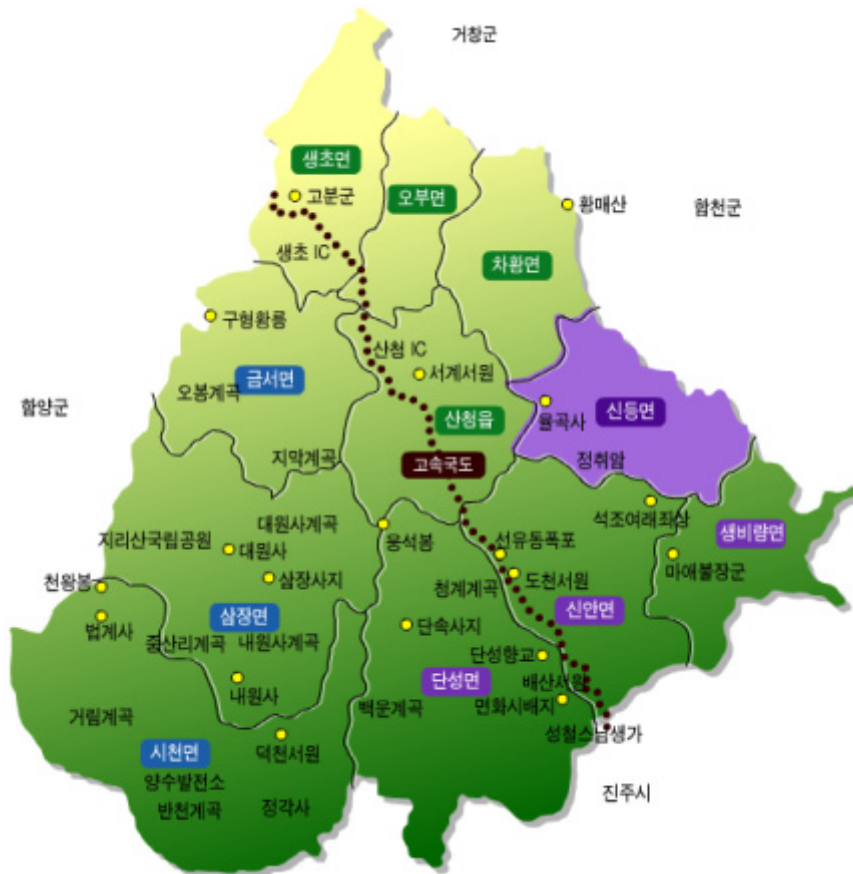 거창군
생초면
고분군
오부면
황매산
함천군
생초 IC
차황면
구형황릉
산청 IC
서계서원
금서면
오봉계곡
함양군
율곡사
신등면
산청읍
지막계곡
고속국도
정취암
대원사계곡
석조여래좌상
생비량면
지리산국립공원
대원사
웅석봉
선유동폭포
마애불장군
천왕봉
삼장사지
청계계곡
도천서원
법계사
삼장면
신안면
중산리계곡
내원사계곡
단속사지
단성향교
내원사
단성면
배산서원
거림계곡
백운계곡
면화시배지
시천면
덕천서원
성철스님생가
양수발전소
반천계곡
정각사
진주시